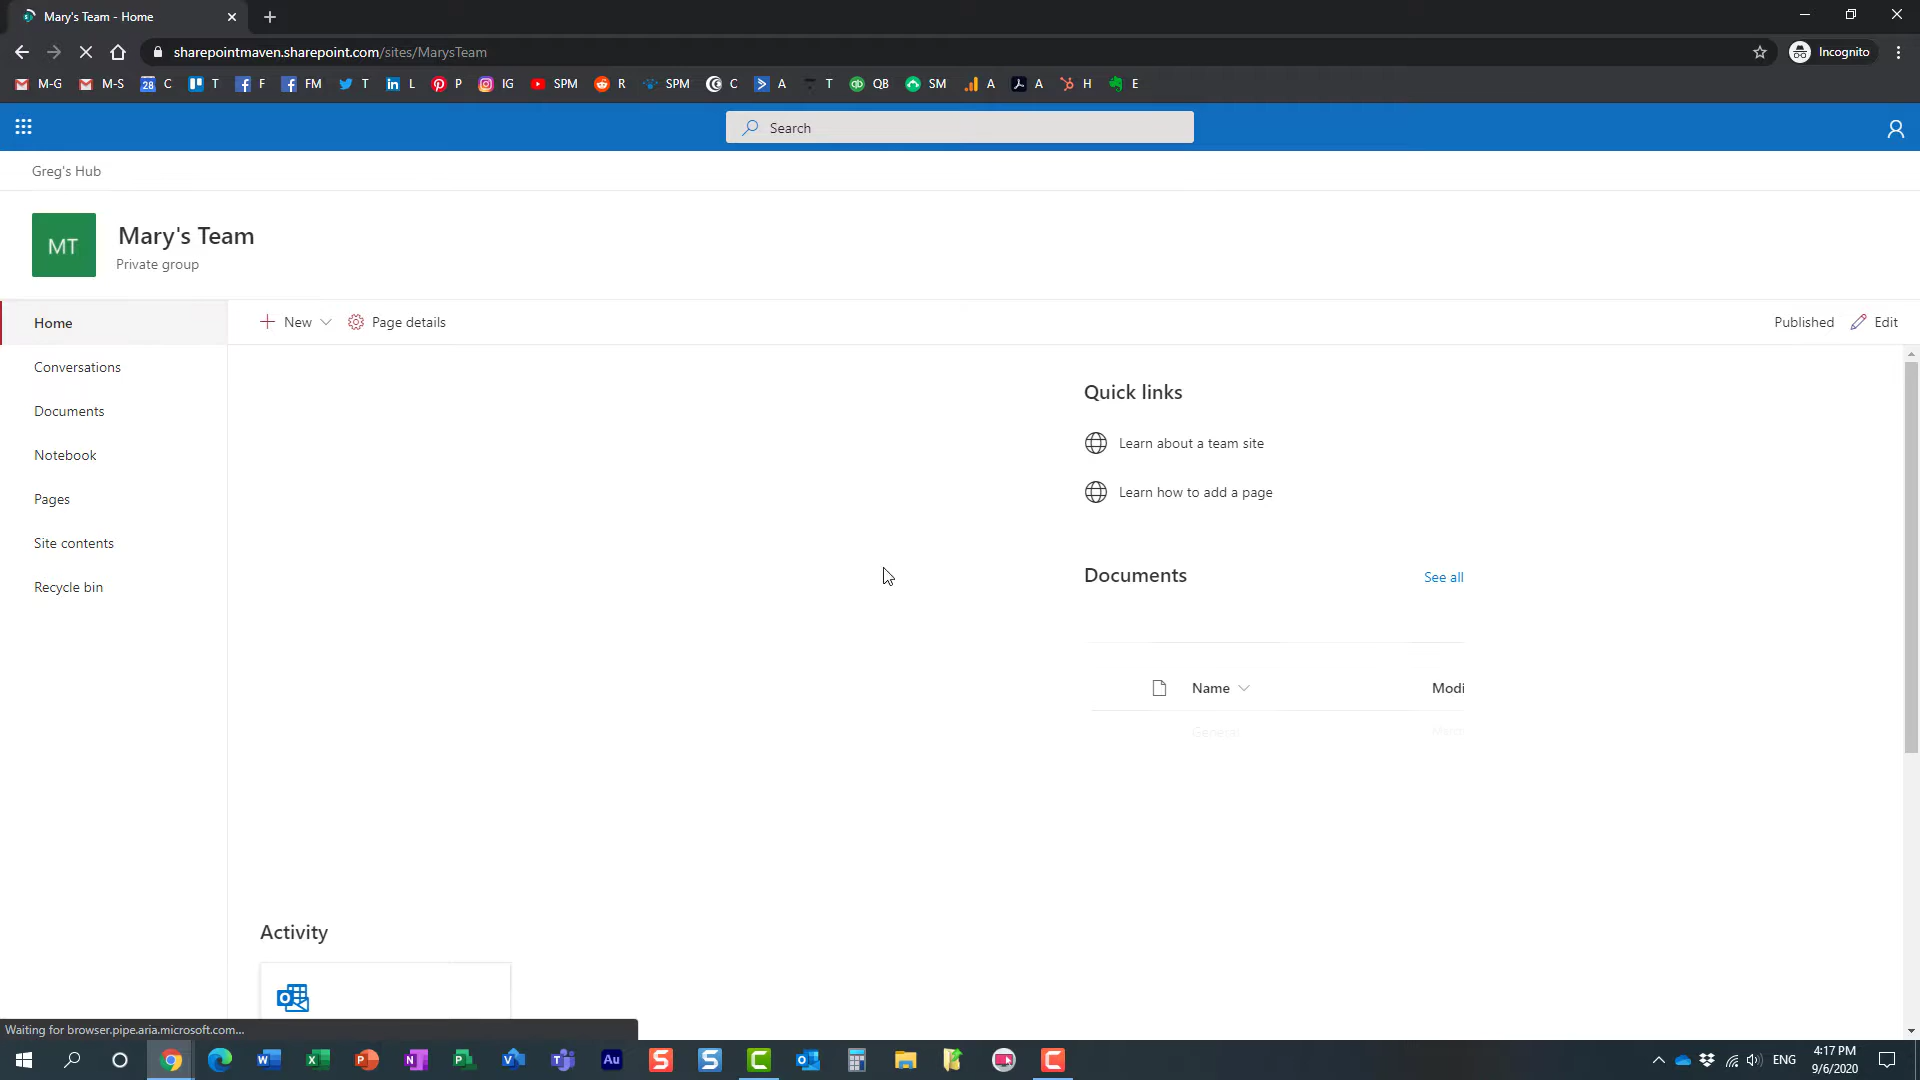 Mary's Team - Home
sharepointmaven.sharepoint.com/sites/MarysTeam
Incognito
M-G M-S 28 C T F FM T L P IG SPM R SPM C A T QB SM A A H E
Search
Greg's Hub
MT
Mary's Team
Private group
Home
New
Page details
Published
Edit
Conversations
Documents
Notebook
Pages
Site contents
Recycle bin
Quick links
Learn about a team site
Learn how to add a page
Documents
See all
Name
Modi
General
Activity
Waiting for browser.pipe.aria.microsoft.com...
Au
ENG
4:17 PM
9/6/2020